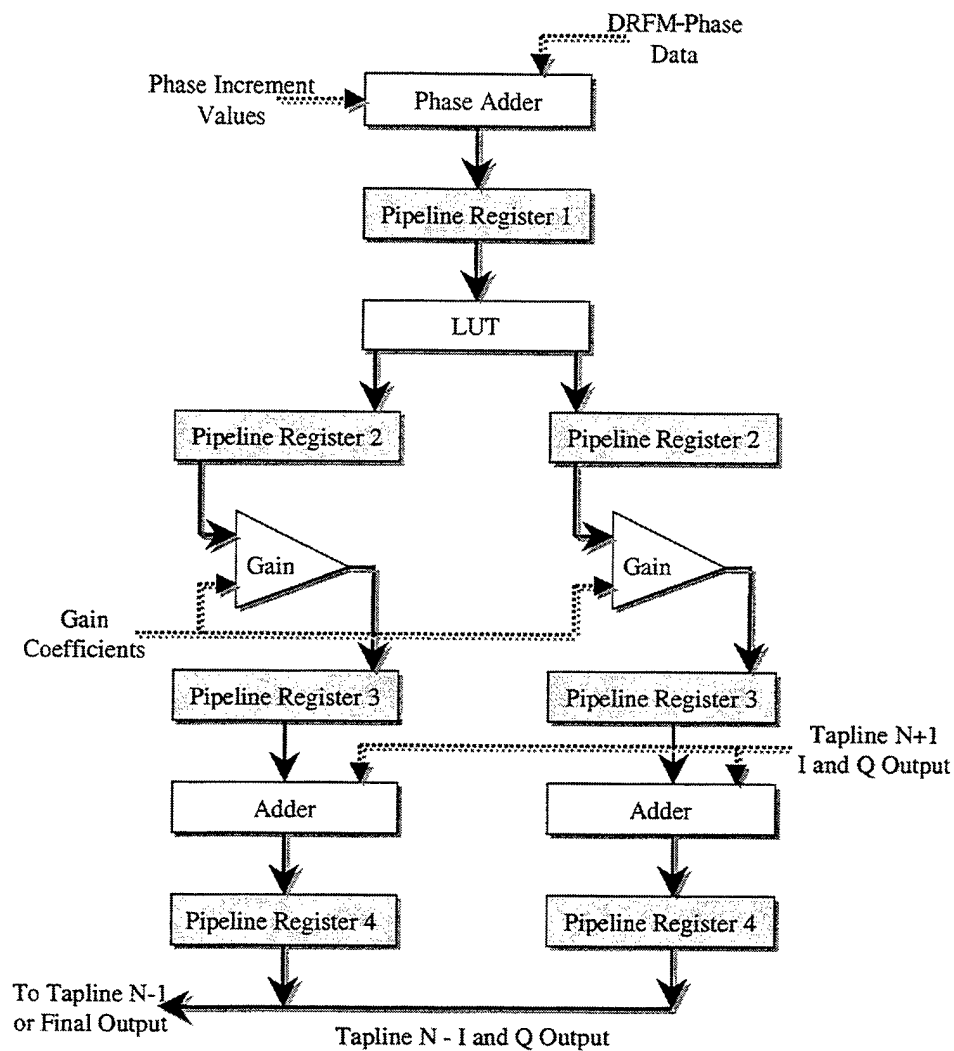 DRFM-Phase
Data
Phase Increment
Values
Phase Adder
Pipeline Register 1
LUT
Pipeline Register 2
Pipeline Register 2
Gain
Gain
Gain
Coefficients
Pipeline Register 3
Pipeline Register 3
Tapline N+1
I and Q Output
Adder
Adder
Pipeline Register 4
Pipeline Register 4
To Tapline N-1
or Final Output
Tapline N - I and Q Output